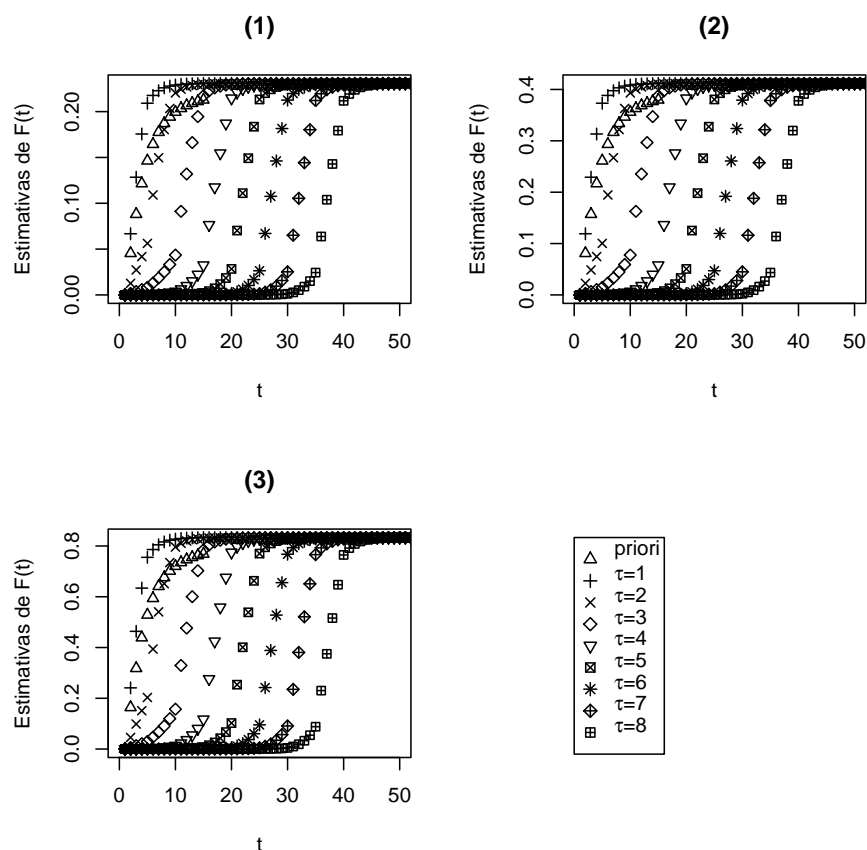 (1)
Estimativas de F(t)
0.00
0.10
0.20
0 10 20 30 40 50
t
(2)
Estimativas de F(t)
0.0
0.1
0.2
0.3
0.4
0 10 20 30 40 50
t
(3)
Estimativas de F(t)
0.0
0.2
0.4
0.6
0.8
0 10 20 30 40 50
t
priori
τ=1
τ=2
τ=3
τ=4
τ=5
τ=6
τ=7
τ=8